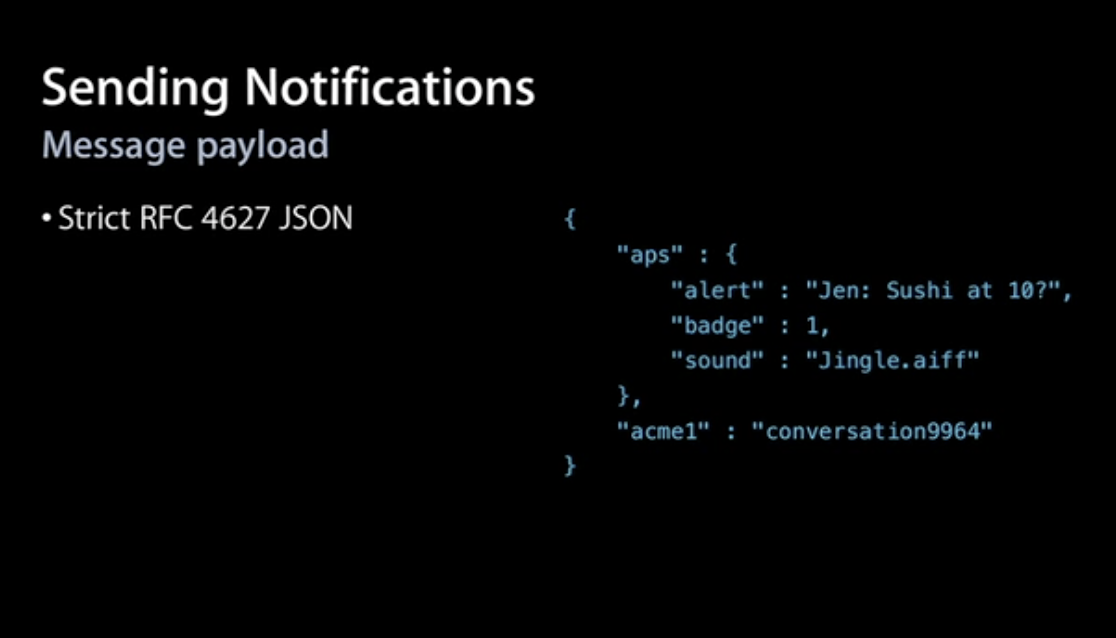 Sending Notifications
Message payload
• Strict RFC 4627 JSON
{
    "aps" : {
        "alert" : "Jen: Sushi at 10?",
        "badge" : 1,
        "sound" : "Jingle.aiff"
    },
    "acme1" : "conversation9964"
}